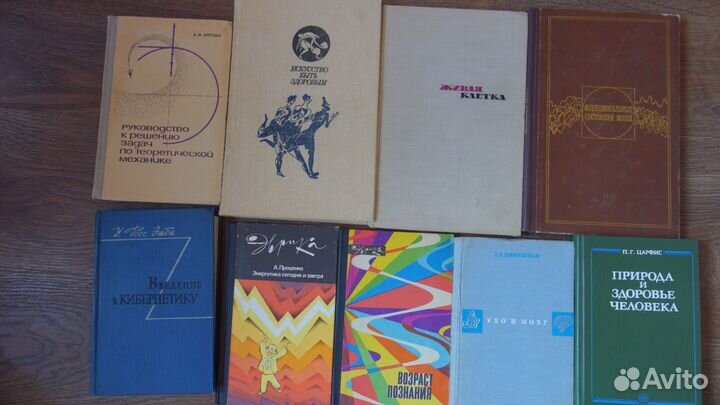 А. И. АРКУША
РУКОВОДСТВО
К РЕШЕНИЮ
ЗАДАЧ
ПО ТЕОРЕТИЧЕСКОЙ
МЕХАНИКЕ
ИСКУССТВО
БЫТЬ
ЗДОРОВЫМ
ЖИВАЯ
КЛЕТКА
ФУНКЦИОНАЛЬНЫЕ
СОСТОЯНИЯ МОЗГА
У. Росс Эшби
ВВЕДЕНИЕ
В КИБЕРНЕТИКУ
Эврика
А. Проценко
Энергетика сегодня и завтра
эврика
ВОЗРАСТ
ПОЗНАНИЯ
УХО И МОЗГ
П. Г. ЦАРФИС
ПРИРОДА
И
ЗДОРОВЬЕ
ЧЕЛОВЕКА
Avito